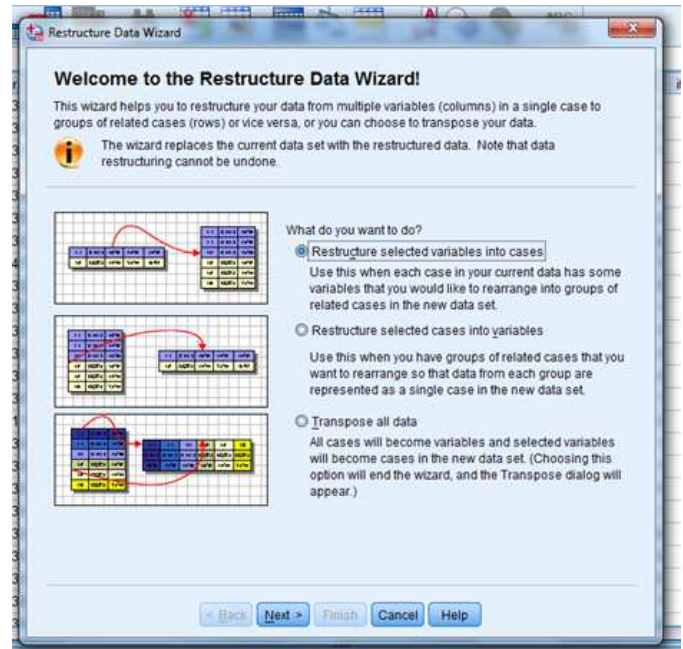 Restructure Data Wizard
Welcome to the Restructure Data Wizard!
This wizard helps you to restructure your data from multiple variables (columns) in a single case to
groups of related cases (rows) or vice versa, or you can choose to transpose your data.
The wizard replaces the current data set with the restructured data. Note that data
restructuring cannot be undone.
What do you want to do?
Restructure selected variables into cases
Use this when each case in your current data has some
variables that you would like to rearrange into groups of
related cases in the new data set.
Restructure selected cases into variables
Use this when you have groups of related cases that you
want to rearrange so that data from each group are
represented as a single case in the new data set.
Transpose all data
All cases will become variables and selected variables
will become cases in the new data set. (Choosing this
option will end the wizard, and the Transpose dialog will
appear.)
< Back Next > Finish Cancel Help